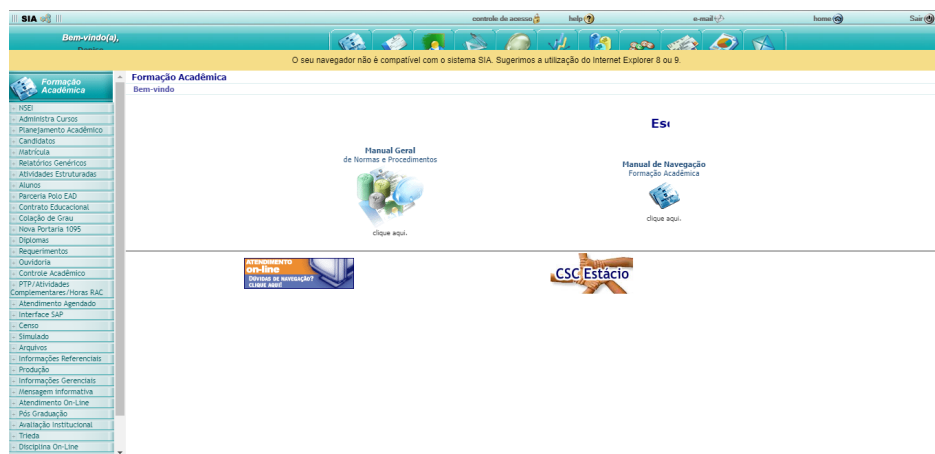 SIA
controle de acesso
help
e-mail
home
Sair
Bem-vindo(a),
O seu navegador não é compatível com o sistema SIA. Sugerimos a utilização do Internet Explorer 8 ou 9.
Formação
Acadêmica
- NSEI
- Administra Cursos
- Planejamento Acadêmico
- Candidatos
- Matrícula
- Relatórios Genéricos
- Atividades Estruturadas
- Alunos
- Parceria Polo EAD
- Contrato Educacional
- Colação de Grau
- Nova Portaria 1095
- Diplomas
- Requerimentos
- Ouvidoria
- Controle Acadêmico
- PTP/Atividades
Complementares/Horas RAC
- Atendimento Agendado
- Interface SAP
- Censo
- Simulado
- Arquivos
- Informações Referenciais
- Produção
- Informações Gerenciais
- Mensagem Informativa
- Atendimento On-Line
- Pós Graduação
- Avaliação Institucional
- Trieda
- Disciplina On-Line
Formação Acadêmica
Bem-vindo
Es
Manual Geral
de Normas e Procedimentos
clique aqui.
Manual de Navegação
Formação Acadêmica
clique aqui.
ATENDIMENTO
on-line
DÚVIDAS DE NAVEGAÇÃO?
CLIQUE AQUI!
CSC Estácio